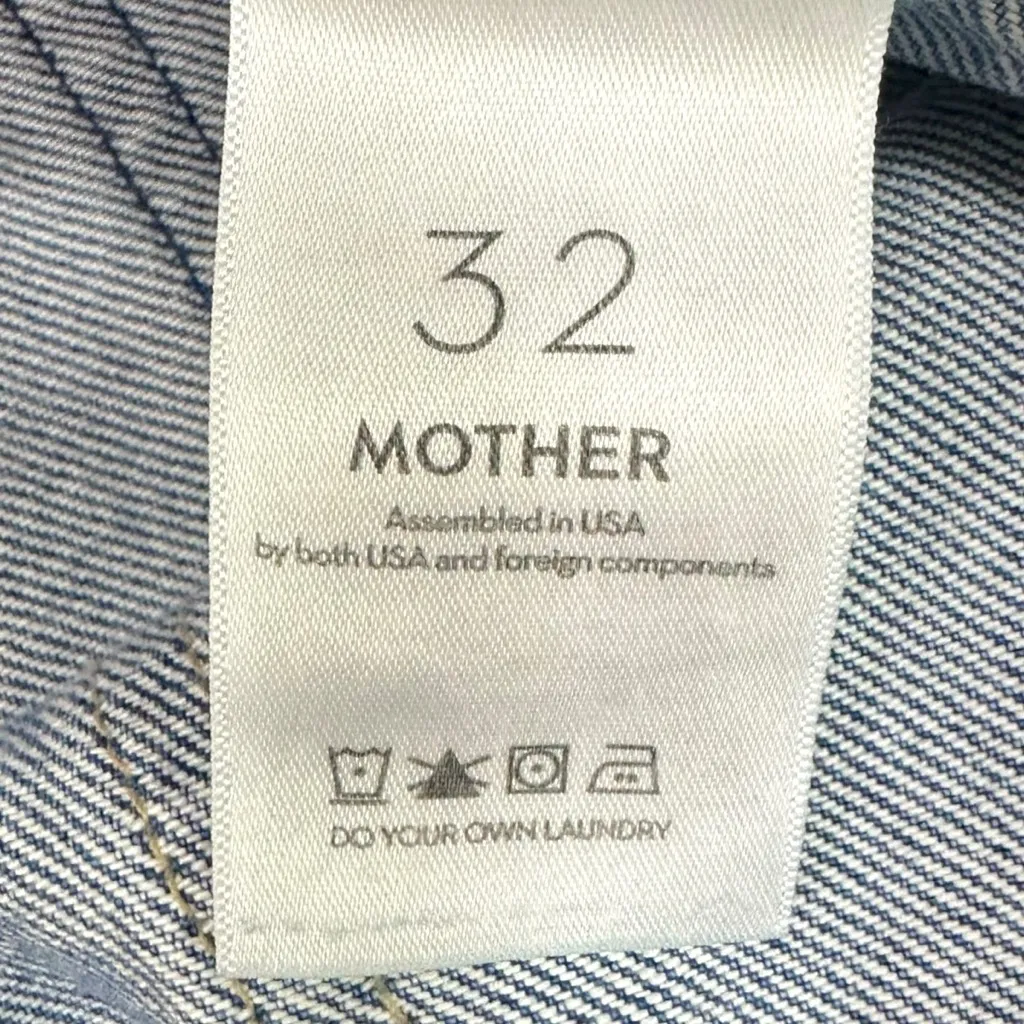 32
MOTHER
Assembled in USA
by both USA and foreign components
DO YOUR OWN LAUNDRY